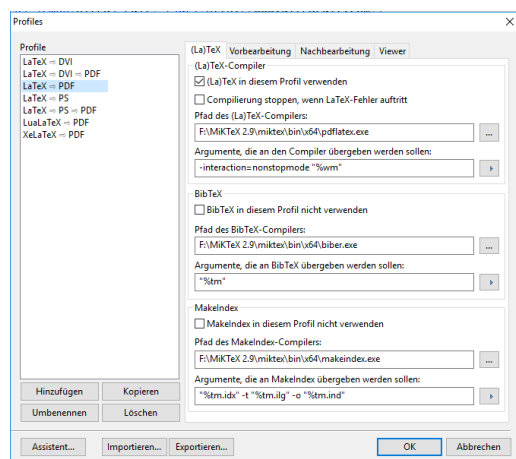 Profiles
Profile
LaTeX ⇨ DVI
LaTeX ⇨ DVI ⇨ PDF
LaTeX ⇨ PDF
LaTeX ⇨ PS
LaTeX ⇨ PS ⇨ PDF
LuaLaTeX ⇨ PDF
XeLaTeX ⇨ PDF
Hinzufügen
Kopieren
Umbenennen
Löschen
(La)TeX
Vorbearbeitung
Nachbearbeitung
Viewer
(La)TeX-Compiler
(La)TeX in diesem Profil verwenden
Compilierung stoppen, wenn LaTeX-Fehler auftritt
Pfad des (La)TeX-Compilers:
F:\MiKTeX 2.9\miktex\bin\x64\pdflatex.exe
...
Argumente, die an den Compiler übergeben werden sollen:
-interaction=nonstopmode "%wm"
BibTeX
BibTeX in diesem Profil nicht verwenden
Pfad des BibTeX-Compilers:
F:\MiKTeX 2.9\miktex\bin\x64\biber.exe
...
Argumente, die an BibTeX übergeben werden sollen:
"%tm"
MakeIndex
MakeIndex in diesem Profil nicht verwenden
Pfad des MakeIndex-Compilers:
F:\MiKTeX 2.9\miktex\bin\x64\makeindex.exe
...
Argumente, die an MakeIndex übergeben werden sollen:
"%tm.idx" -t "%tm.ilg" -o "%tm.ind"
Assistent...
Importieren...
Exportieren...
OK
Abbrechen